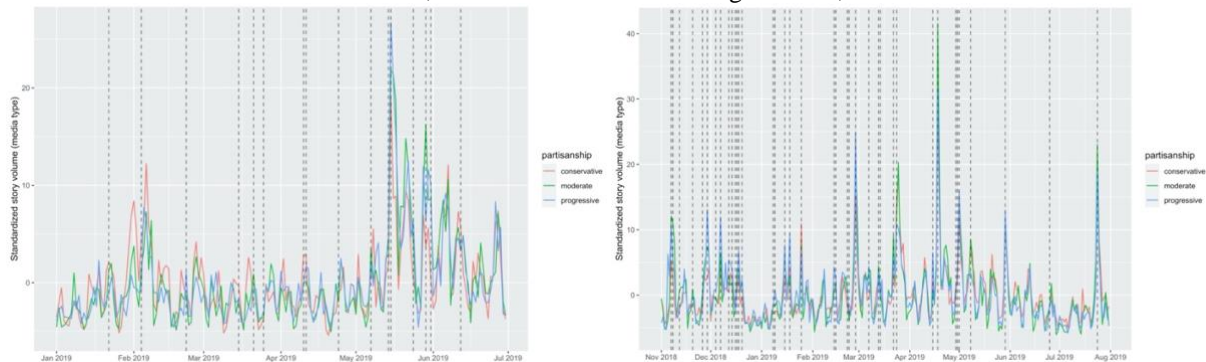 Standardized story volume (media type)
20
10
0
Jan 2019
Feb 2019
Mar 2019
Apr 2019
May 2019
Jun 2019
Jul 2019
partisanship
conservative
moderate
progressive
Standardized story volume (media type)
40
30
20
10
0
Nov 2018
Dec 2018
Jan 2019
Feb 2019
Mar 2019
Apr 2019
May 2019
Jun 2019
Jul 2019
Aug 2019
partisanship
conservative
moderate
progressive